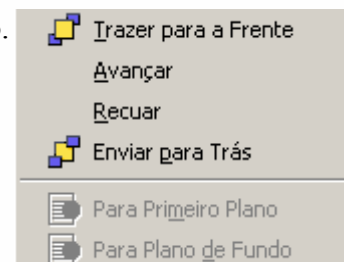 Trazer para a Frente
Avançar
Recuar
Enviar para Trás
Para Primeiro Plano
Para Plano de Fundo